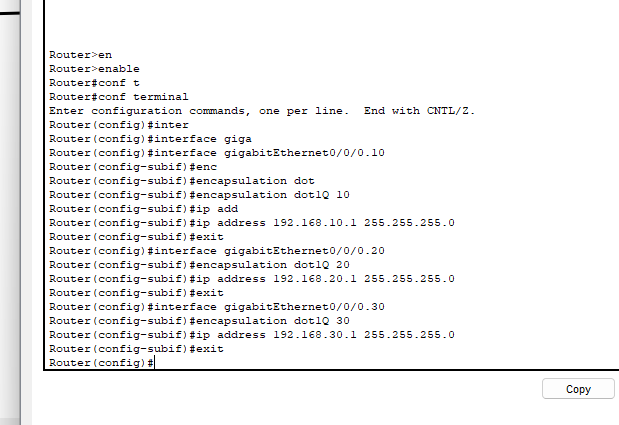 Router>en
Router>enable
Router#conf t
Router#conf terminal
Enter configuration commands, one per line.  End with CNTL/Z.
Router(config)#inter
Router(config)#interface giga
Router(config)#interface gigabitEthernet0/0/0.10
Router(config-subif)#enc
Router(config-subif)#encapsulation dot
Router(config-subif)#encapsulation dot1Q 10
Router(config-subif)#ip add
Router(config-subif)#ip address 192.168.10.1 255.255.255.0
Router(config-subif)#exit
Router(config)#interface gigabitEthernet0/0/0.20
Router(config-subif)#encapsulation dot1Q 20
Router(config-subif)#ip address 192.168.20.1 255.255.255.0
Router(config-subif)#exit
Router(config)#interface gigabitEthernet0/0/0.30
Router(config-subif)#encapsulation dot1Q 30
Router(config-subif)#ip address 192.168.30.1 255.255.255.0
Router(config-subif)#exit
Router(config)#
Copy